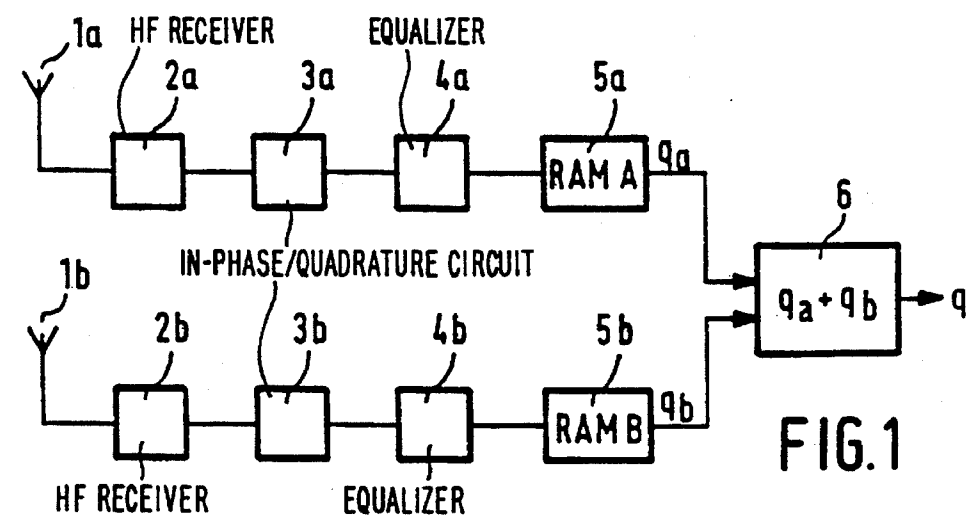 1a HF RECEIVER EQUALIZER
2a 3a 4a 5a
RAM A qa
6
IN-PHASE/QUADRATURE CIRCUIT
1b
qa + qb q
2b 3b 4b 5b
RAM B qb
FIG.1
HF RECEIVER EQUALIZER